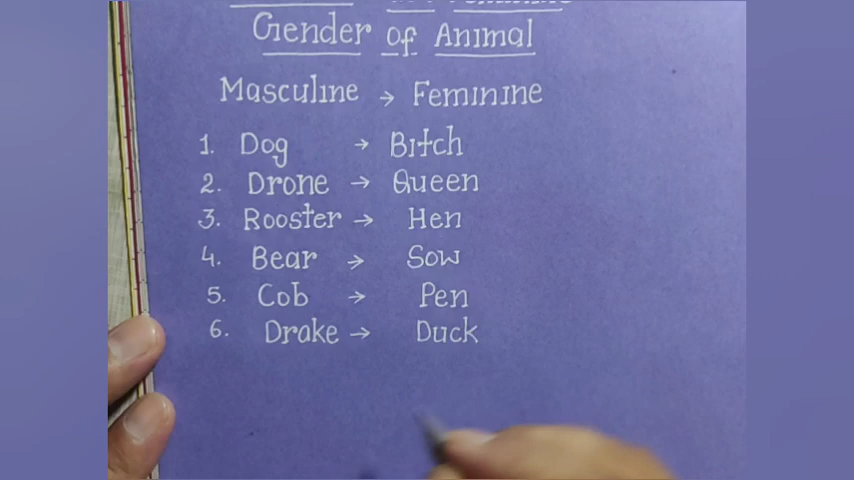 Gender of Animal
Masculine → Feminine
1. Dog → Bitch
2. Drone → Queen
3. Rooster → Hen
4. Bear → Sow
5. Cob → Pen
6. Drake → Duck